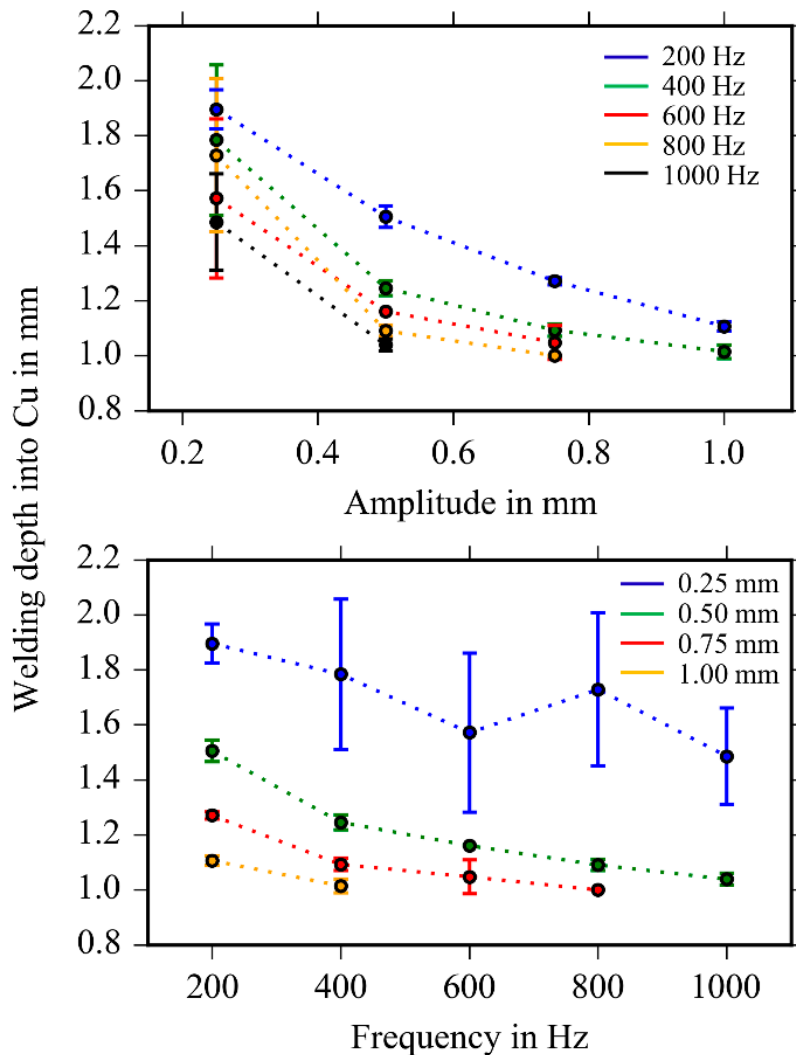 Welding depth into Cu in mm
2.2
2.0
1.8
1.6
1.4
1.2
1.0
0.8
200 Hz
400 Hz
600 Hz
800 Hz
1000 Hz
0.2 0.4 0.6 0.8 1.0
Amplitude in mm
2.2
2.0
1.8
1.6
1.4
1.2
1.0
0.8
0.25 mm
0.50 mm
0.75 mm
1.00 mm
200 400 600 800 1000
Frequency in Hz